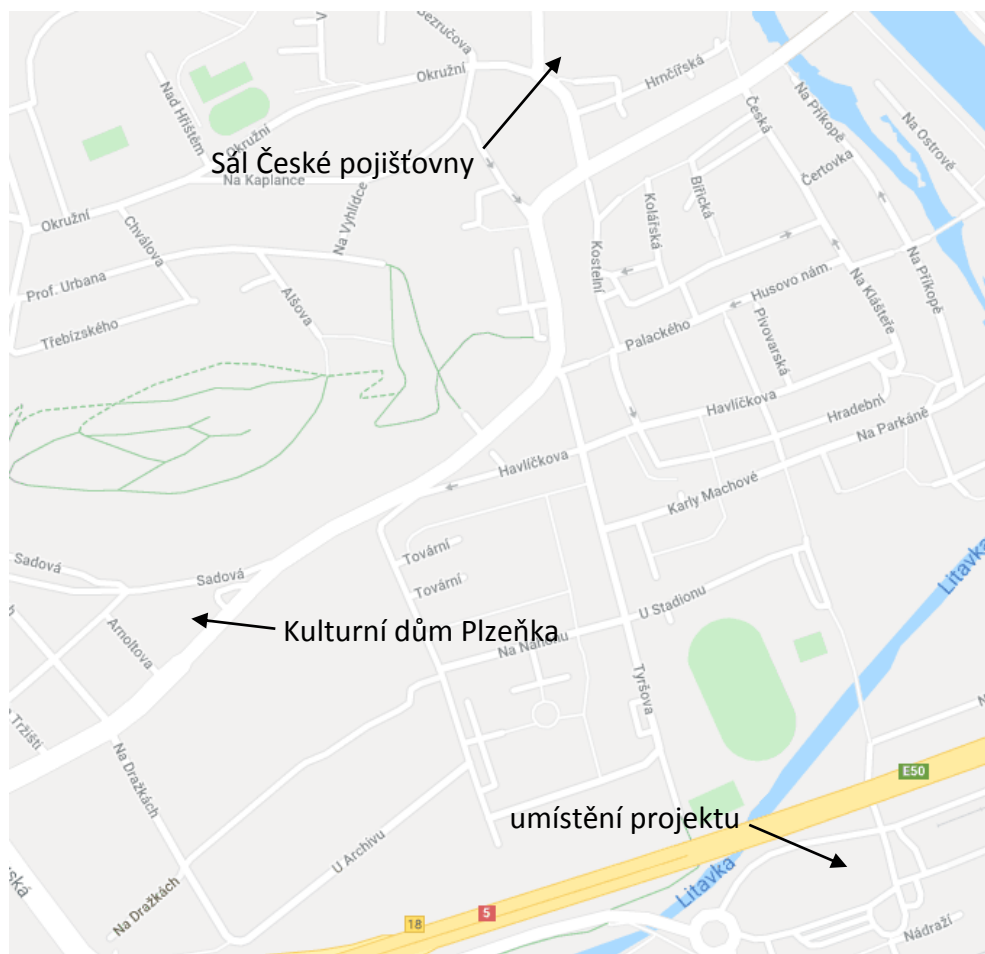 Bezručova
Okružní
Hrnčířská
Nad Hřištěm
Česká
Na Příkopě
Na Ostrově
Okružní
Sál České pojišťovny
Na Kaplance
Čertovka
Biřická
Kolářská
Okružní
Chválova
Na Vyhlídce
Kostelní
Na Příkopě
Prof. Urbana
Alšova
Husovo nám.
Na Klášteře
Třebízského
Palackého
Pivovarská
Havlíčkova
Hradební
Na Parkáně
Havlíčkova
Karly Machové
Sadová
Tovární
Sadová
Tovární
Litavka
U Stadionu
Arnoltova
Kulturní dům Plzeňka
Na Náhonu
Tyršova
Tržišti
Na Dražkách
E50
umístění projektu
U Archivu
Litavka
Na Dražkách
5
18
Nádraží